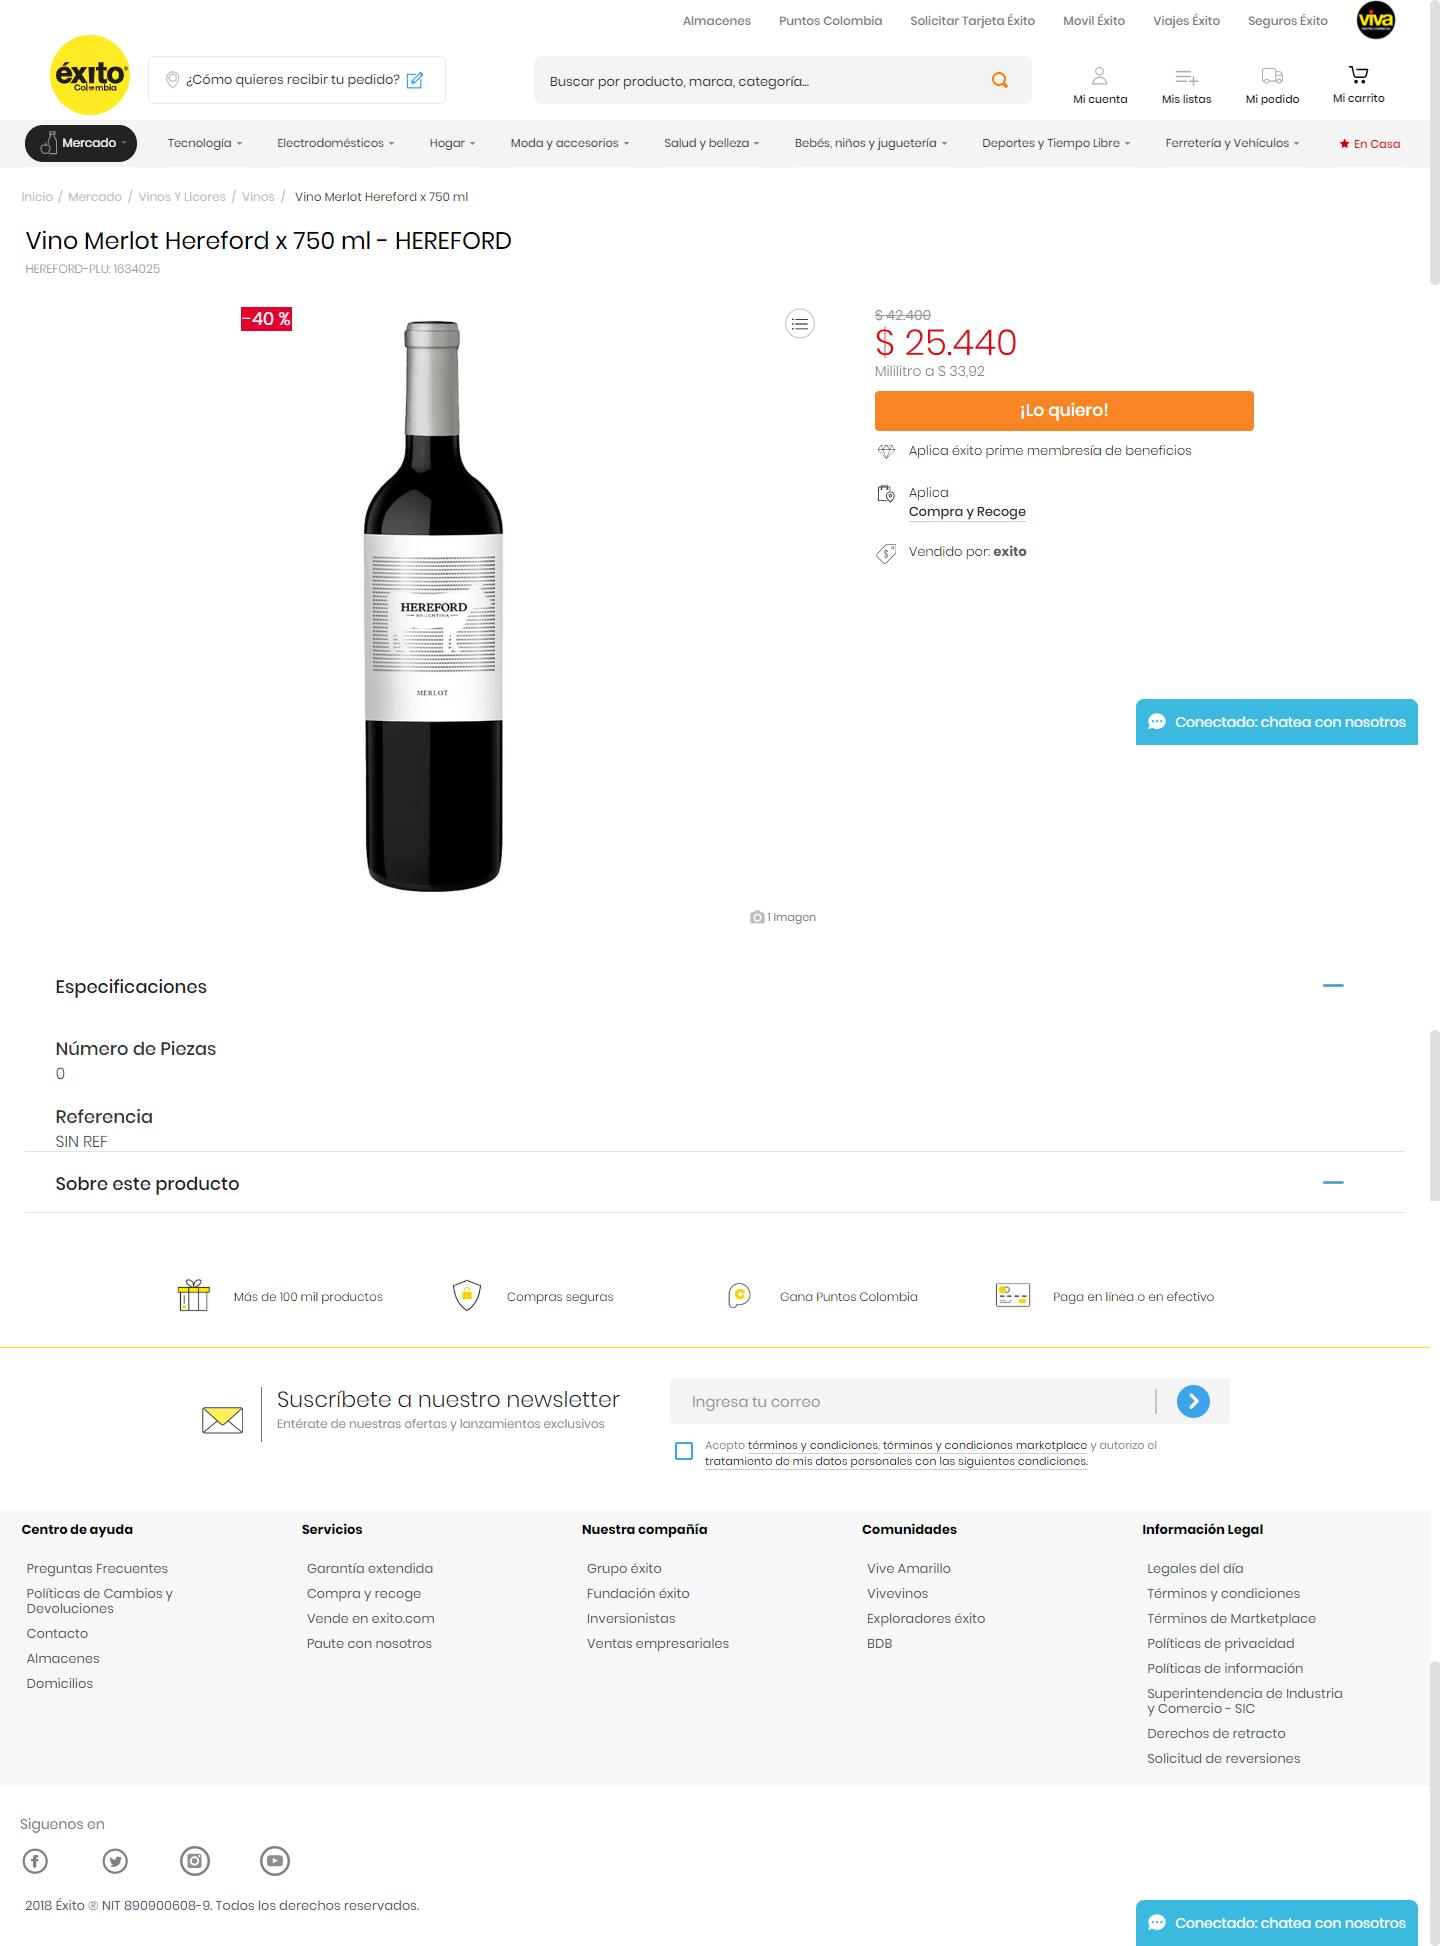 Almacenes
Puntos Colombia
Solicitar Tarjeta Éxito
Movil Éxito
Viajes Éxito
Seguros Éxito
viva
éxito
Colombia
¿Cómo quieres recibir tu pedido?
Buscar por producto, marca, categoría...
Mi cuenta
Mis listas
Mi pedido
Mi carrito
Mercado
Tecnología
Electrodomésticos
Hogar
Moda y accesorios
Salud y belleza
Bebés, niños y juguetería
Deportes y Tiempo Libre
Ferretería y Vehículos
En Casa
Inicio / Mercado / Vinos Y Licores / Vinos / Vino Merlot Hereford x 750 ml
Vino Merlot Hereford x 750 ml - HEREFORD
HEREFORD-PLU: 1634025
-40 %
HEREFORD
ARGENTINA
MERLOT
1 Imagen
$ 42.400
$ 25.440
Mililitro a $ 33,92
¡Lo quiero!
Aplica éxito prime membresía de beneficios
Aplica
Compra y Recoge
Vendido por: exito
Conectado: chatea con nosotros
Especificaciones
Número de Piezas
0
Referencia
SIN REF
Sobre este producto
Más de 100 mil productos
Compras seguras
Gana Puntos Colombia
Paga en línea o en efectivo
Suscríbete a nuestro newsletter
Entérate de nuestras ofertas y lanzamientos exclusivos
Ingresa tu correo
Acepto términos y condiciones, términos y condiciones marketplace y autorizo el
tratamiento de mis datos personales con las siguientes condiciones.
Centro de ayuda
Preguntas Frecuentes
Políticas de Cambios y
Devoluciones
Contacto
Almacenes
Domicilios
Servicios
Garantía extendida
Compra y recoge
Vende en exito.com
Paute con nosotros
Nuestra compañía
Grupo éxito
Fundación éxito
Inversionistas
Ventas empresariales
Comunidades
Vive Amarillo
Vivevinos
Exploradores éxito
BDB
Información Legal
Legales del día
Términos y condiciones
Términos de Martketplace
Políticas de privacidad
Políticas de información
Superintendencia de Industria
y Comercio - SIC
Derechos de retracto
Solicitud de reversiones
Siguenos en
2018 Éxito ® NIT 890900608-9. Todos los derechos reservados.
Conectado: chatea con nosotros